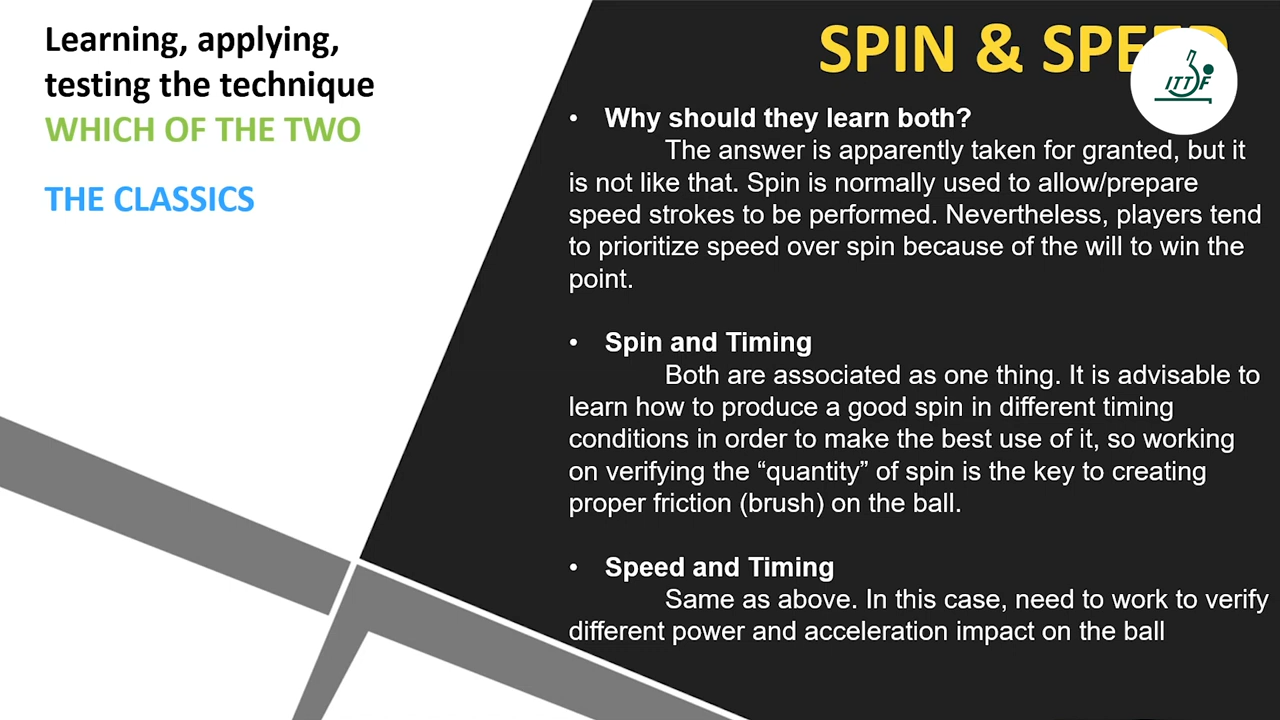 Learning, applying,
testing the technique
WHICH OF THE TWO
THE CLASSICS
SPIN & SPEED
ITTF
• Why should they learn both?
The answer is apparently taken for granted, but it
is not like that. Spin is normally used to allow/prepare
speed strokes to be performed. Nevertheless, players tend
to prioritize speed over spin because of the will to win the
point.
• Spin and Timing
Both are associated as one thing. It is advisable to
learn how to produce a good spin in different timing
conditions in order to make the best use of it, so working
on verifying the “quantity” of spin is the key to creating
proper friction (brush) on the ball.
• Speed and Timing
Same as above. In this case, need to work to verify
different power and acceleration impact on the ball